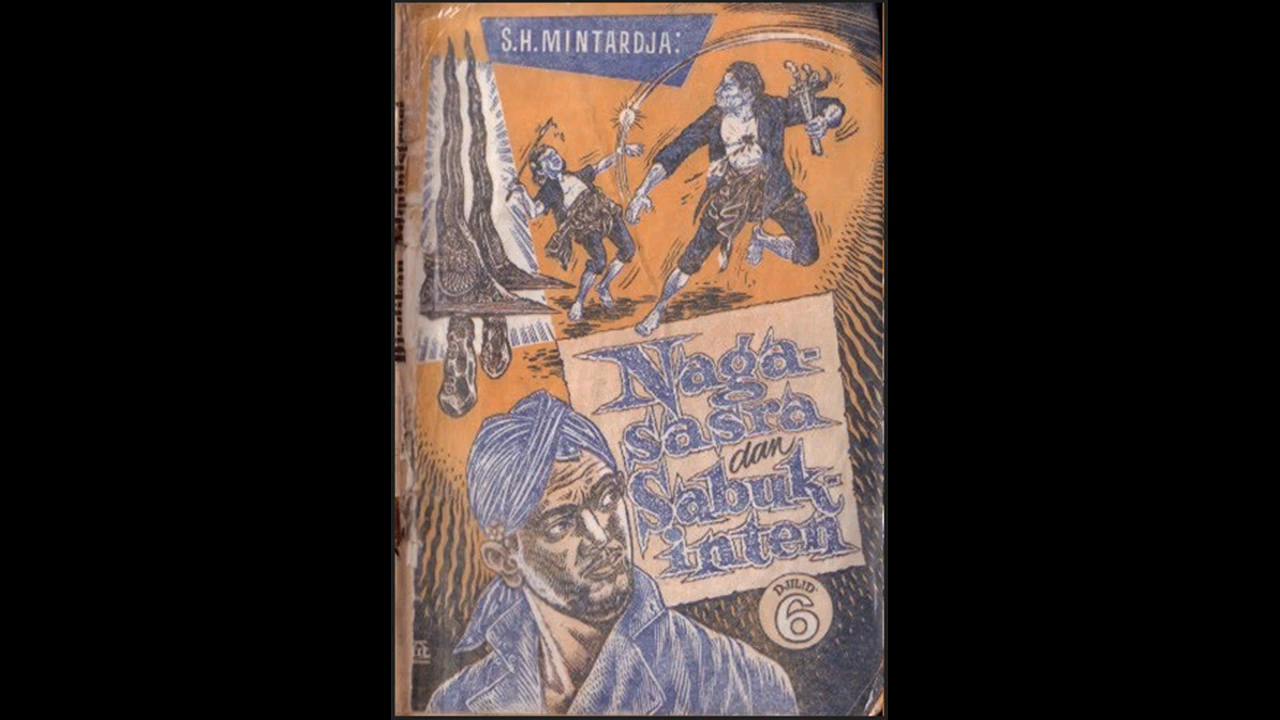 S.H.MINTARDJA:
Naga-
sasra
dan
Sabuk-
inten
DJILID
6